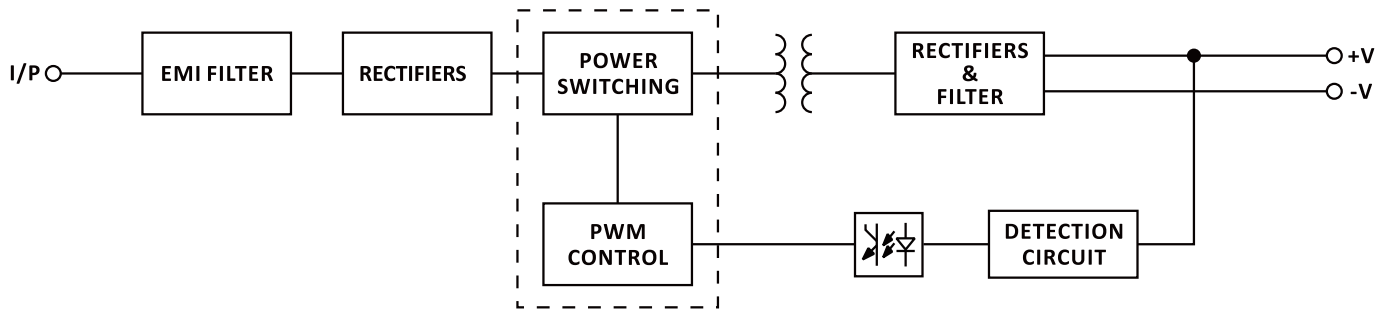 I/P
EMI FILTER
RECTIFIERS
POWER
SWITCHING
RECTIFIERS
&
FILTER
+V
-V
PWM
CONTROL
DETECTION
CIRCUIT